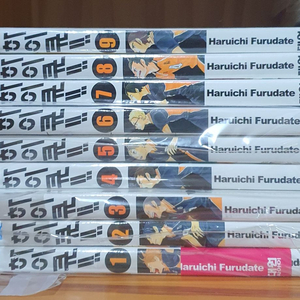 하이큐!! 9 Haruichi Furudate
하이큐!! 8 Haruichi Furudate
하이큐!! 7 Haruichi Furudate
하이큐!! 6 Haruichi Furudate
하이큐!! 5 Haruichi Furudate
하이큐!! 4 Haruichi Furudate
하이큐!! 3 Haruichi Furudate
하이큐!! 2 Haruichi Furudate
하이큐!! 1 Haruichi Furudate